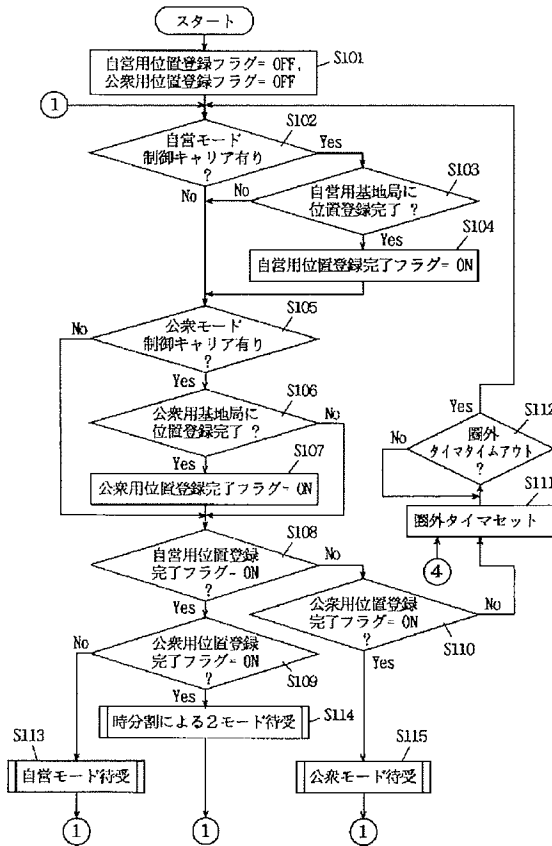 スタート
自営用位置登録フラグ= OFF,
公衆用位置登録フラグ= OFF
S101
1
自営モード
制御キャリア有り
?
S102
Yes
No
自営用基地局に
位置登録完了 ?
S103
No
Yes
自営用位置登録完了フラグ= ON
S104
公衆モード
制御キャリア有り
?
S105
No
Yes
公衆用基地局に
位置登録完了 ?
S106
No
Yes
公衆用位置登録完了フラグ= ON
S107
圏外
タイマタイムアウト
?
S112
Yes
No
圏外タイマセット
S111
4
自営用位置登録
完了フラグ= ON
?
S108
No
Yes
公衆用位置登録
完了フラグ= ON
?
S110
No
Yes
公衆用位置登録
完了フラグ= ON
?
S109
No
Yes
時分割による2モード待受
S114
S113
自営モード待受
S115
公衆モード待受
1
1
1